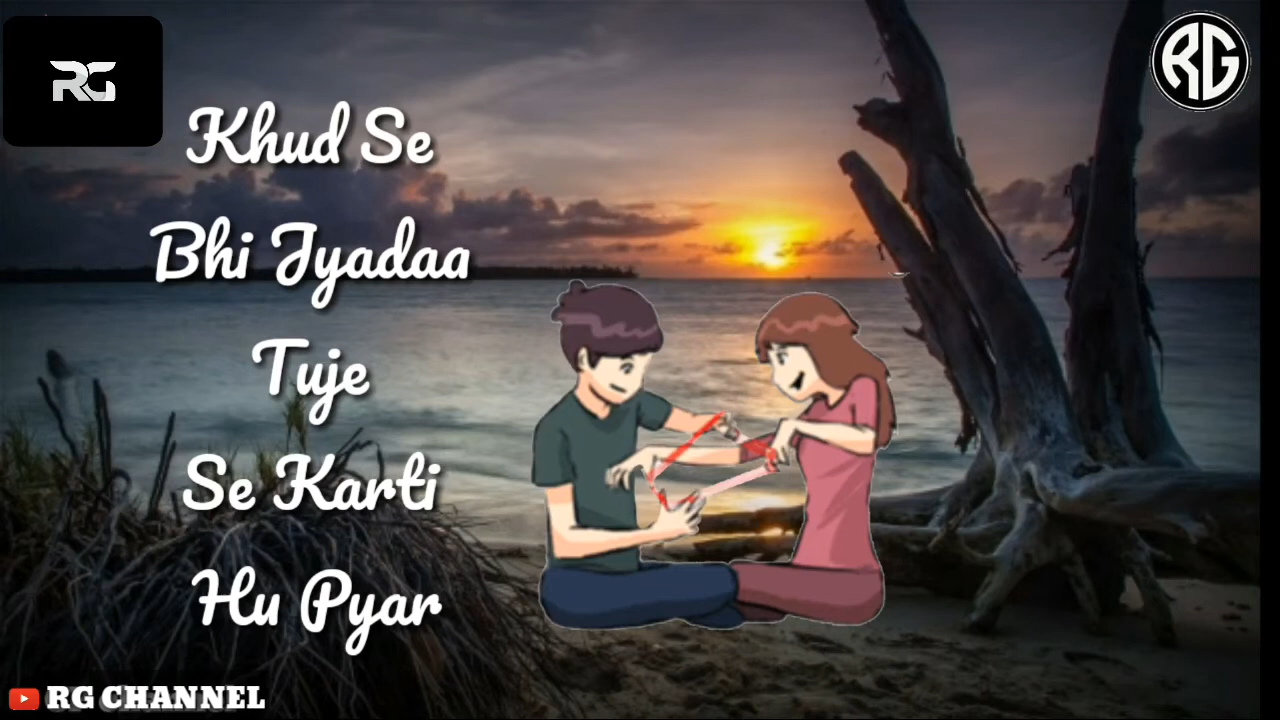 RG
RG
Khud Se
Bhi Jyadaa
Tuje
Se Karti
Hu Pyar
RG CHANNEL